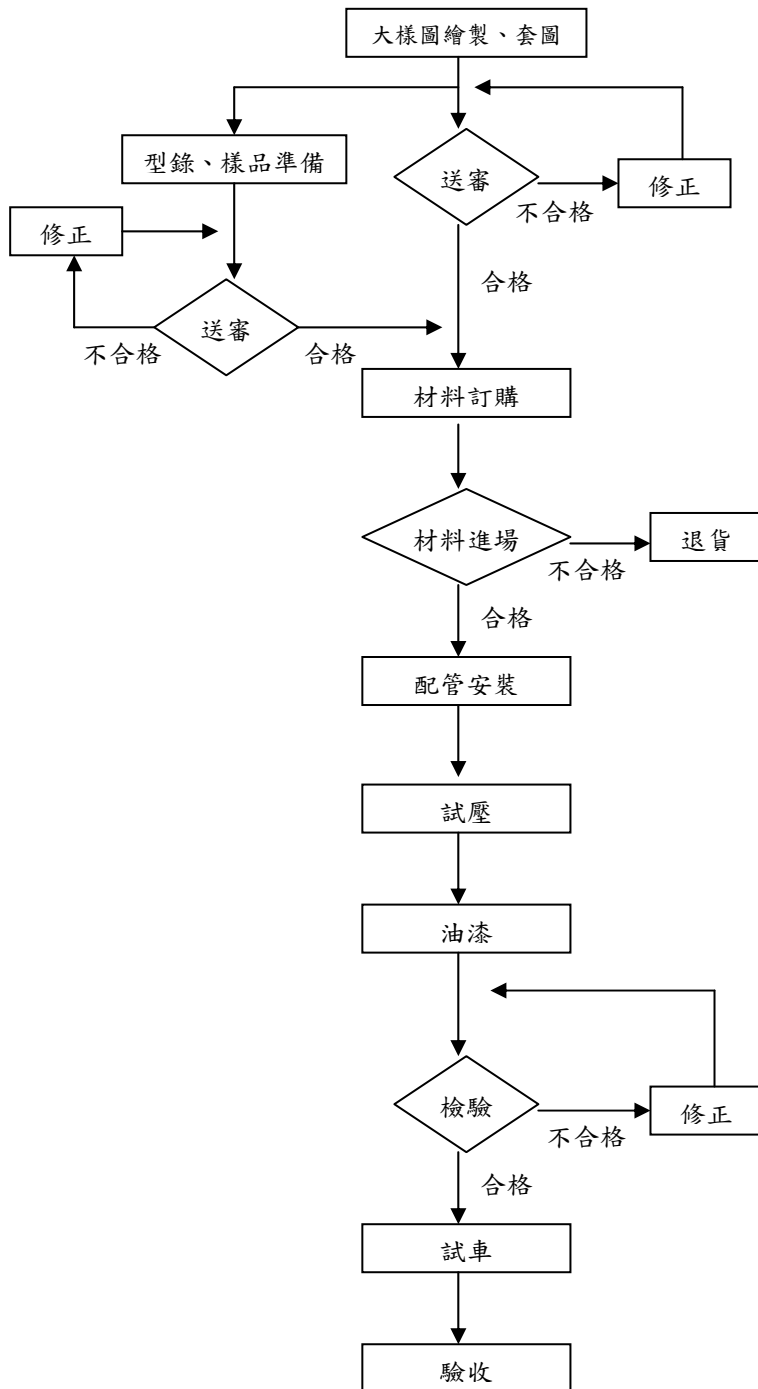 大樣圖繪製、套圖
型錄、樣品準備
送審
不合格
修正
修正
合格
送審
不合格
合格
材料訂購
材料進場
不合格
退貨
合格
配管安裝
試壓
油漆
檢驗
不合格
修正
合格
試車
驗收